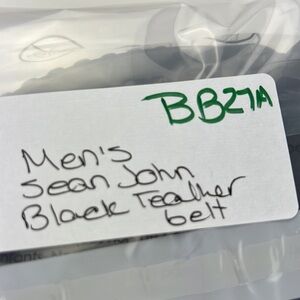 BB27A
Men's
Sean John
Black Leather
belt